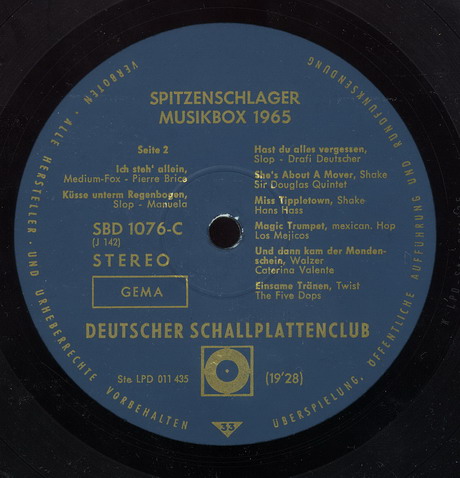 SPITZENSCHLAGER
MUSIKBOX 1965
Seite 2
Ich steh' allein,
Medium-Fox - Pierre Brice
Küsse unterm Regenbogen,
Slop - Manuela
SBD 1076-C
(J 142)
STEREO
GEMA
Hast du alles vergessen,
Slop - Drafi Deutscher
She's About A Mover, Shake
Sir Douglas Quintet
Miss Tippletown, Shake
Hans Hass
Magic Trumpet, mexican. Hap
Los Mejicos
Und dann kam der Monden-
schein, Walzer
Caterina Valente
Einsame Tränen, Twist
The Five Dops
DEUTSCHER SCHALLPLATTENCLUB
Ste. LPD 011 435
(19'28)
33
VERBOTEN · ALLE HERSTELLER - UND URHEBERRECHTE VORBEHALTEN
ÜBERSPIELUNG, ÖFFENTLICHE AUFFÜHRUNG UND RUNDFUNKSENDUNG